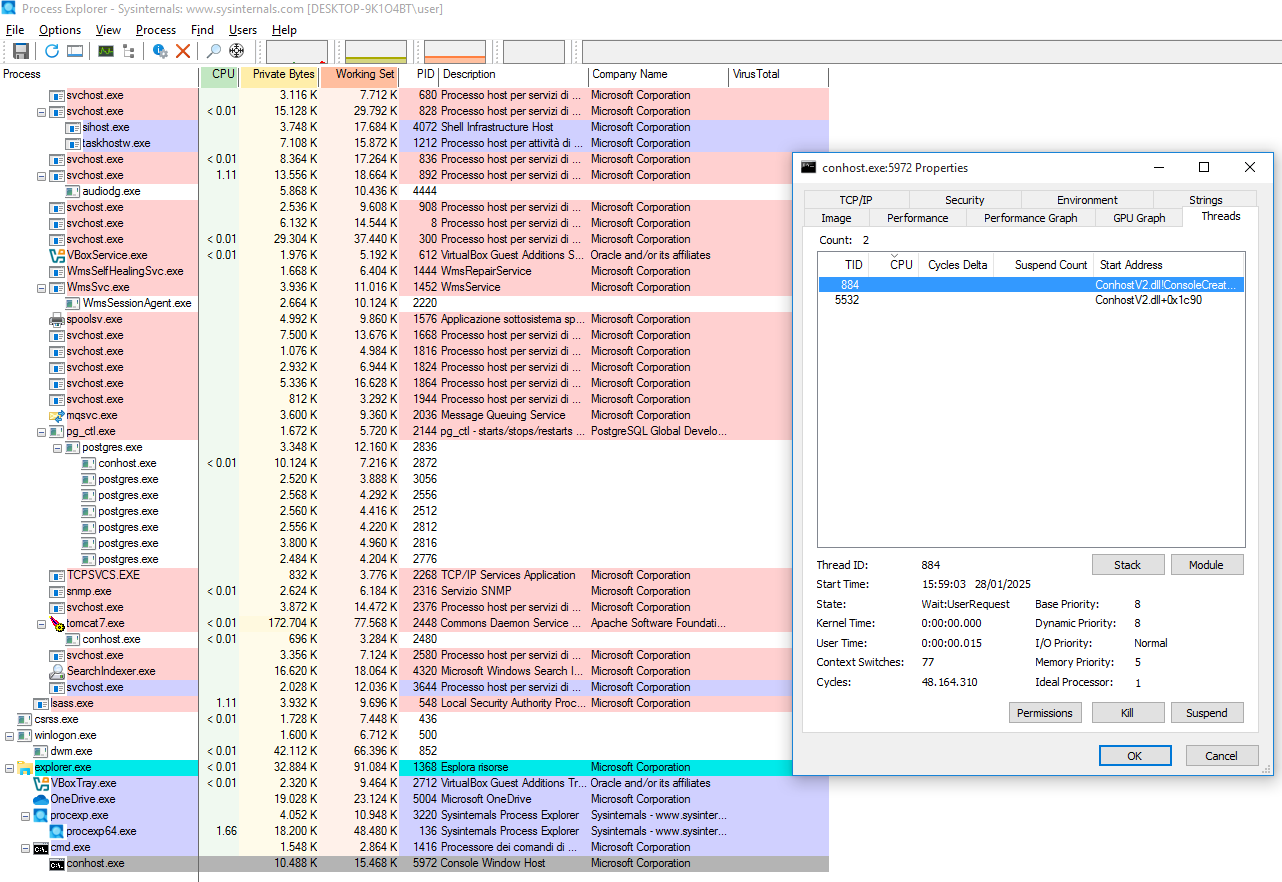 Process Explorer - Sysinternals: www.sysinternals.com [DESKTOP-9K1O4BT\user]
File Options View Process Find Users Help
Process CPU Private Bytes Working Set PID Description Company Name VirusTotal
svchost.exe 3.116 K 7.712 K 680 Processo host per servizi di ... Microsoft Corporation
svchost.exe < 0.01 15.128 K 29.792 K 828 Processo host per servizi di ... Microsoft Corporation
sihost.exe 3.748 K 17.684 K 4072 Shell Infrastructure Host Microsoft Corporation
taskhostw.exe 7.108 K 15.872 K 1212 Processo host per attività di ... Microsoft Corporation
svchost.exe < 0.01 8.364 K 17.264 K 836 Processo host per servizi di ... Microsoft Corporation
svchost.exe 1.11 13.556 K 18.664 K 892 Processo host per servizi di ... Microsoft Corporation
audiodg.exe 5.868 K 10.436 K 4444
svchost.exe 2.536 K 9.608 K 908 Processo host per servizi di ... Microsoft Corporation
svchost.exe 6.132 K 14.544 K 8 Processo host per servizi di ... Microsoft Corporation
svchost.exe < 0.01 29.304 K 37.440 K 300 Processo host per servizi di ... Microsoft Corporation
VBoxService.exe < 0.01 1.976 K 5.192 K 612 VirtualBox Guest Additions S... Oracle and/or its affiliates
WmsSelfHealingSvc.exe 1.668 K 6.404 K 1444 WmsRepairService Microsoft Corporation
WmsSvc.exe 3.936 K 11.016 K 1452 WmsService Microsoft Corporation
WmsSessionAgent.exe 2.664 K 10.124 K 2220
spoolsv.exe 4.992 K 9.860 K 1576 Applicazione sottosistema sp... Microsoft Corporation
svchost.exe 7.500 K 13.676 K 1668 Processo host per servizi di ... Microsoft Corporation
svchost.exe 1.076 K 4.984 K 1816 Processo host per servizi di ... Microsoft Corporation
svchost.exe 2.932 K 6.944 K 1824 Processo host per servizi di ... Microsoft Corporation
svchost.exe 5.336 K 16.628 K 1864 Processo host per servizi di ... Microsoft Corporation
svchost.exe 812 K 3.292 K 1944 Processo host per servizi di ... Microsoft Corporation
mqsvc.exe 3.600 K 9.360 K 2036 Message Queuing Service Microsoft Corporation
pg_ctl.exe 1.672 K 5.720 K 2144 pg_ctl - starts/stops/restarts ... PostgreSQL Global Develo...
postgres.exe 3.348 K 12.160 K 2836
conhost.exe < 0.01 10.124 K 7.216 K 2872
postgres.exe 2.520 K 3.888 K 3056
postgres.exe 2.568 K 4.292 K 2556
postgres.exe 2.560 K 4.416 K 2512
postgres.exe 2.556 K 4.220 K 2812
postgres.exe 3.800 K 4.960 K 2816
postgres.exe 2.484 K 4.204 K 2776
TCPSVCS.EXE 832 K 3.776 K 2268 TCP/IP Services Application Microsoft Corporation
snmp.exe < 0.01 2.624 K 6.184 K 2316 Servizio SNMP Microsoft Corporation
svchost.exe 3.872 K 14.472 K 2376 Processo host per servizi di ... Microsoft Corporation
tomcat7.exe < 0.01 172.704 K 77.568 K 2448 Commons Daemon Service ... Apache Software Foundati...
conhost.exe < 0.01 696 K 3.284 K 2480
svchost.exe 3.356 K 7.124 K 2580 Processo host per servizi di ... Microsoft Corporation
SearchIndexer.exe 16.620 K 18.064 K 4320 Microsoft Windows Search I... Microsoft Corporation
svchost.exe 2.028 K 12.036 K 3644 Processo host per servizi di ... Microsoft Corporation
lsass.exe 1.11 3.932 K 9.696 K 548 Local Security Authority Proc... Microsoft Corporation
csrss.exe < 0.01 1.728 K 7.448 K 436
winlogon.exe 1.600 K 6.712 K 500
dwm.exe < 0.01 42.112 K 66.396 K 852
explorer.exe < 0.01 32.884 K 91.084 K 1368 Esplora risorse Microsoft Corporation
VBoxTray.exe < 0.01 2.320 K 9.464 K 2712 VirtualBox Guest Additions Tr... Oracle and/or its affiliates
OneDrive.exe 19.028 K 23.124 K 5004 Microsoft OneDrive Microsoft Corporation
procexp.exe 4.052 K 10.948 K 3220 Sysinternals Process Explorer Sysinternals - www.sysinter...
procexp64.exe 1.66 18.200 K 48.480 K 136 Sysinternals Process Explorer Sysinternals - www.sysinter...
cmd.exe 1.548 K 2.864 K 1416 Processore dei comandi di ... Microsoft Corporation
conhost.exe 10.488 K 15.468 K 5972 Console Window Host Microsoft Corporation
conhost.exe:5972 Properties
TCP/IP Security Environment Strings
Image Performance Performance Graph GPU Graph Threads
Count: 2
TID CPU Cycles Delta Suspend Count Start Address
884 ConhostV2.dll!ConsoleCreat...
5532 ConhostV2.dll+0x1c90
Thread ID: 884 Stack Module
Start Time: 15:59:03 28/01/2025
State: Wait:UserRequest Base Priority: 8
Kernel Time: 0:00:00.000 Dynamic Priority: 8
User Time: 0:00:00.015 I/O Priority: Normal
Context Switches: 77 Memory Priority: 5
Cycles: 48.164.310 Ideal Processor: 1
Permissions Kill Suspend
OK Cancel